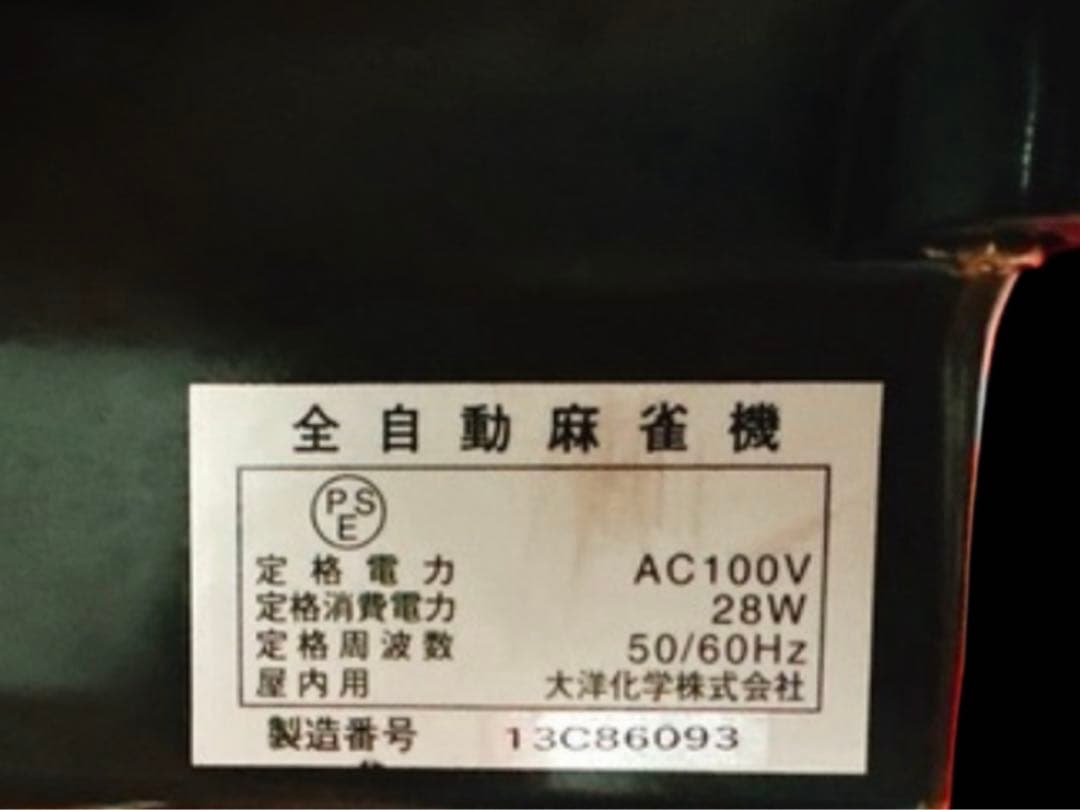 全自動麻雀機
PSE
定格電力 AC100V
定格消費電力 28W
定格周波数 50/60Hz
屋内用 大洋化学株式会社
製造番号 13C86093